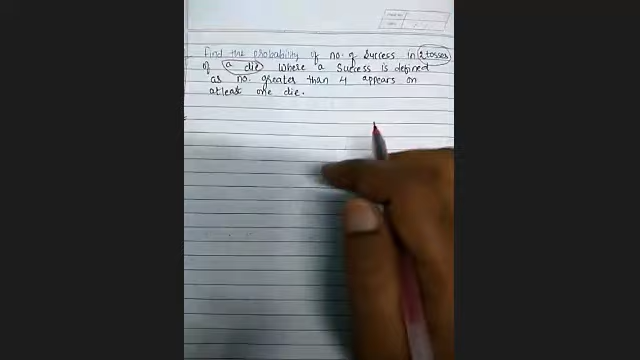 Find the probability if no. of Success in 2 tosses
of a die Where a Success is defined
as no. greater than 4 appears on
atleast one die.